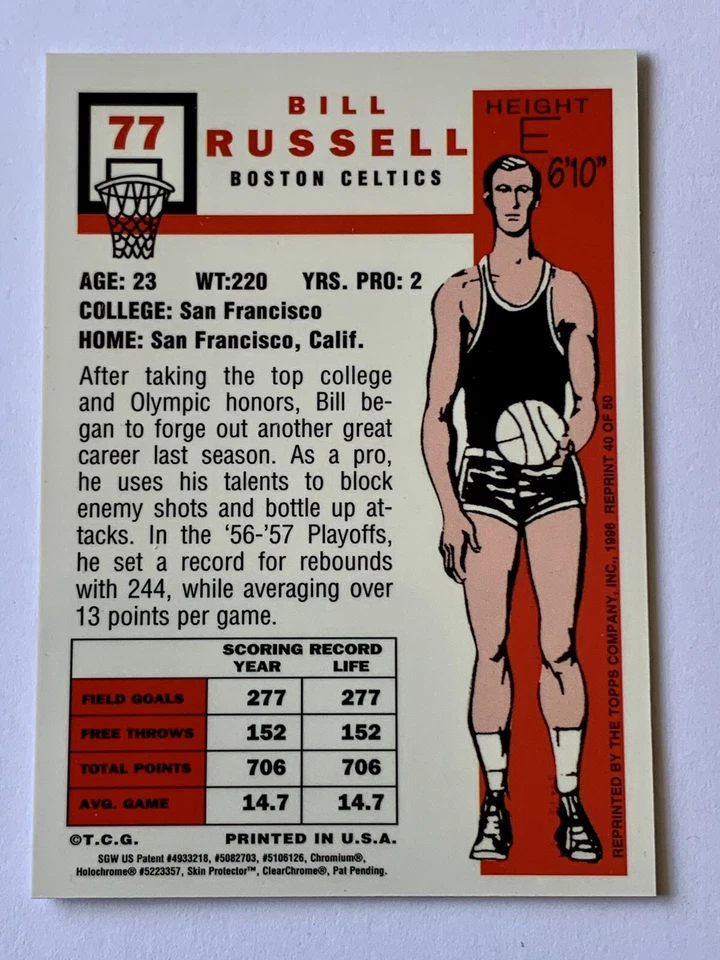 77
BILL
RUSSELL
BOSTON CELTICS
HEIGHT
E
6'10"
AGE: 23 WT:220 YRS. PRO: 2
COLLEGE: San Francisco
HOME: San Francisco, Calif.
After taking the top college
and Olympic honors, Bill be-
gan to forge out another great
career last season. As a pro,
he uses his talents to block
enemy shots and bottle up at-
tacks. In the ‘56-’57 Playoffs,
he set a record for rebounds
with 244, while averaging over
13 points per game.
SCORING RECORD
YEAR LIFE
FIELD GOALS 277 277
FREE THROWS 152 152
TOTAL POINTS 706 706
AVG. GAME 14.7 14.7
©T.C.G. PRINTED IN U.S.A.
SGW US Patent #4933218, #5082703, #5106126, Chromium®,
Holochrome® #5223357, Skin Protector™, ClearChrome®, Pat Pending.
REPRINTED BY THE TOPPS COMPANY, INC., 1996 REPRINT 40 OF 50